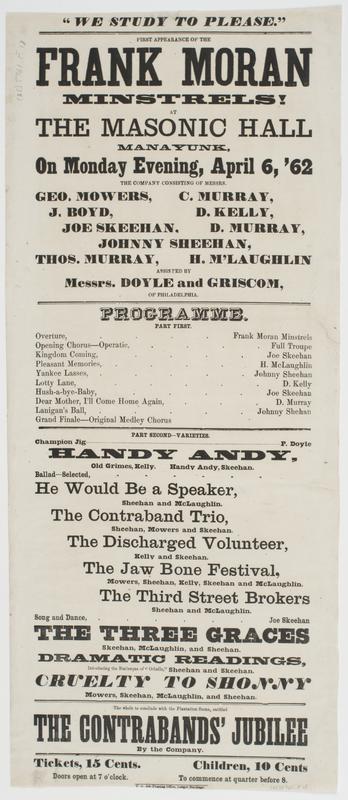 “WE STUDY TO PLEASE.”
FIRST APPEARANCE OF THE
FRANK MORAN
MINSTRELS!
AT
THE MASONIC HALL
MANAYUNK,
On Monday Evening, April 6, ’62
THE COMPANY CONSISTING OF MESSRS.
GEO. MOWERS, C. MURRAY,
J. BOYD, D. KELLY,
JOE SKEEHAN, D. MURRAY,
JOHNNY SHEEHAN,
THOS. MURRAY, H. M’LAUGHLIN
ASSISTED BY
Messrs. DOYLE and GRISCOM,
OF PHILADELPHIA.
PROGRAMME.
PART FIRST.
Overture, Frank Moran Minstrels
Opening Chorus—Operatic, Full Troupe
Kingdom Coming, Joe Skeehan
Pleasant Memories, H. McLaughlin
Yankee Lasses, Johnny Sheehan
Lotty Lane, D. Kelly
Hush-a-bye-Baby, Joe Skeehan
Dear Mother, I’ll Come Home Again, D. Murray
Lanigan’s Ball, Johnny Shehan
Grand Finale—Original Medley Chorus
PART SECOND—VARIETIES.
Champion Jig P. Doyle
HANDY ANDY,
Old Grimes, Kelly. Handy Andy, Skeehan.
Ballad—Selected,
He Would Be a Speaker,
Sheehan and McLaughlin.
The Contraband Trio,
Sheehan, Mowers and Skeehan.
The Discharged Volunteer,
Kelly and Skeehan.
The Jaw Bone Festival,
Mowers, Sheehan, Kelly, Skeehan and McLaughlin.
The Third Street Brokers
Sheehan and McLaughlin.
Song and Dance, Joe Skeehan
THE THREE GRACES
Skeehan, McLaughlin, and Sheehan.
DRAMATIC READINGS,
Introducing the Burlesque of “Othello,” Sheehan and Skeehan.
CRUELTY TO JHONNY
Mowers, Skeehan, McLaughlin, and Sheehan.
The whole to conclude with the Plantation Scene, entitled
THE CONTRABANDS’ JUBILEE
By the Company.
Tickets, 15 Cents. Children, 10 Cents
Doors open at 7 o’clock. To commence at quarter before 8.